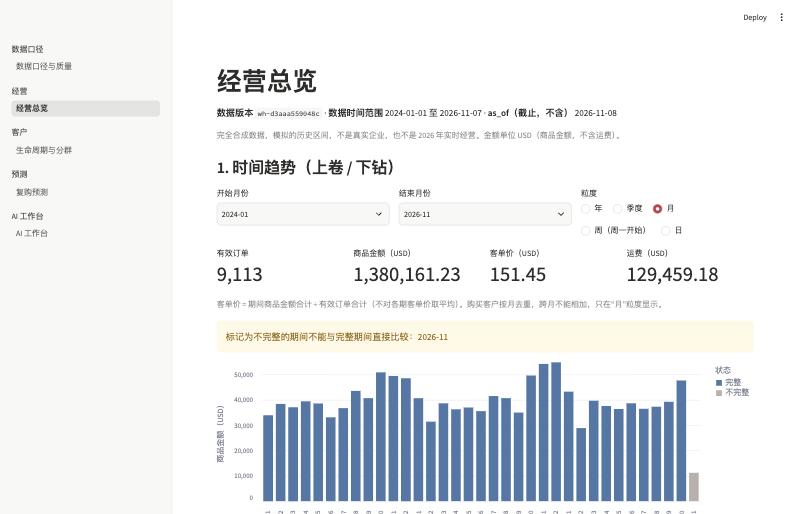 Deploy
数据口径
数据口径与质量
经营
经营总览
客户
生命周期与分群
预测
复购预测
AI 工作台
AI 工作台
经营总览
数据版本 wh-d3aaa559048c · 数据时间范围 2024-01-01 至 2026-11-07 · as_of（截止，不含） 2026-11-08
完全合成数据，模拟的历史区间，不是真实企业，也不是 2026 年实时经营。金额单位 USD（商品金额，不含运费）。
1. 时间趋势（上卷 / 下钻）
开始月份
结束月份
粒度
2024-01
2026-11
年 季度 月
周（周一开始） 日
有效订单
商品金额（USD）
客单价（USD）
运费（USD）
9,113
1,380,161.23
151.45
129,459.18
客单价 = 期间商品金额合计 ÷ 有效订单合计（不对各期客单价取平均）。购买客户按月去重，跨月不能相加，只在"月"粒度显示。
标记为不完整的期间不能与完整期间直接比较：2026-11
商品金额（USD）
50,000
40,000
30,000
20,000
10,000
0
状态
完整
不完整